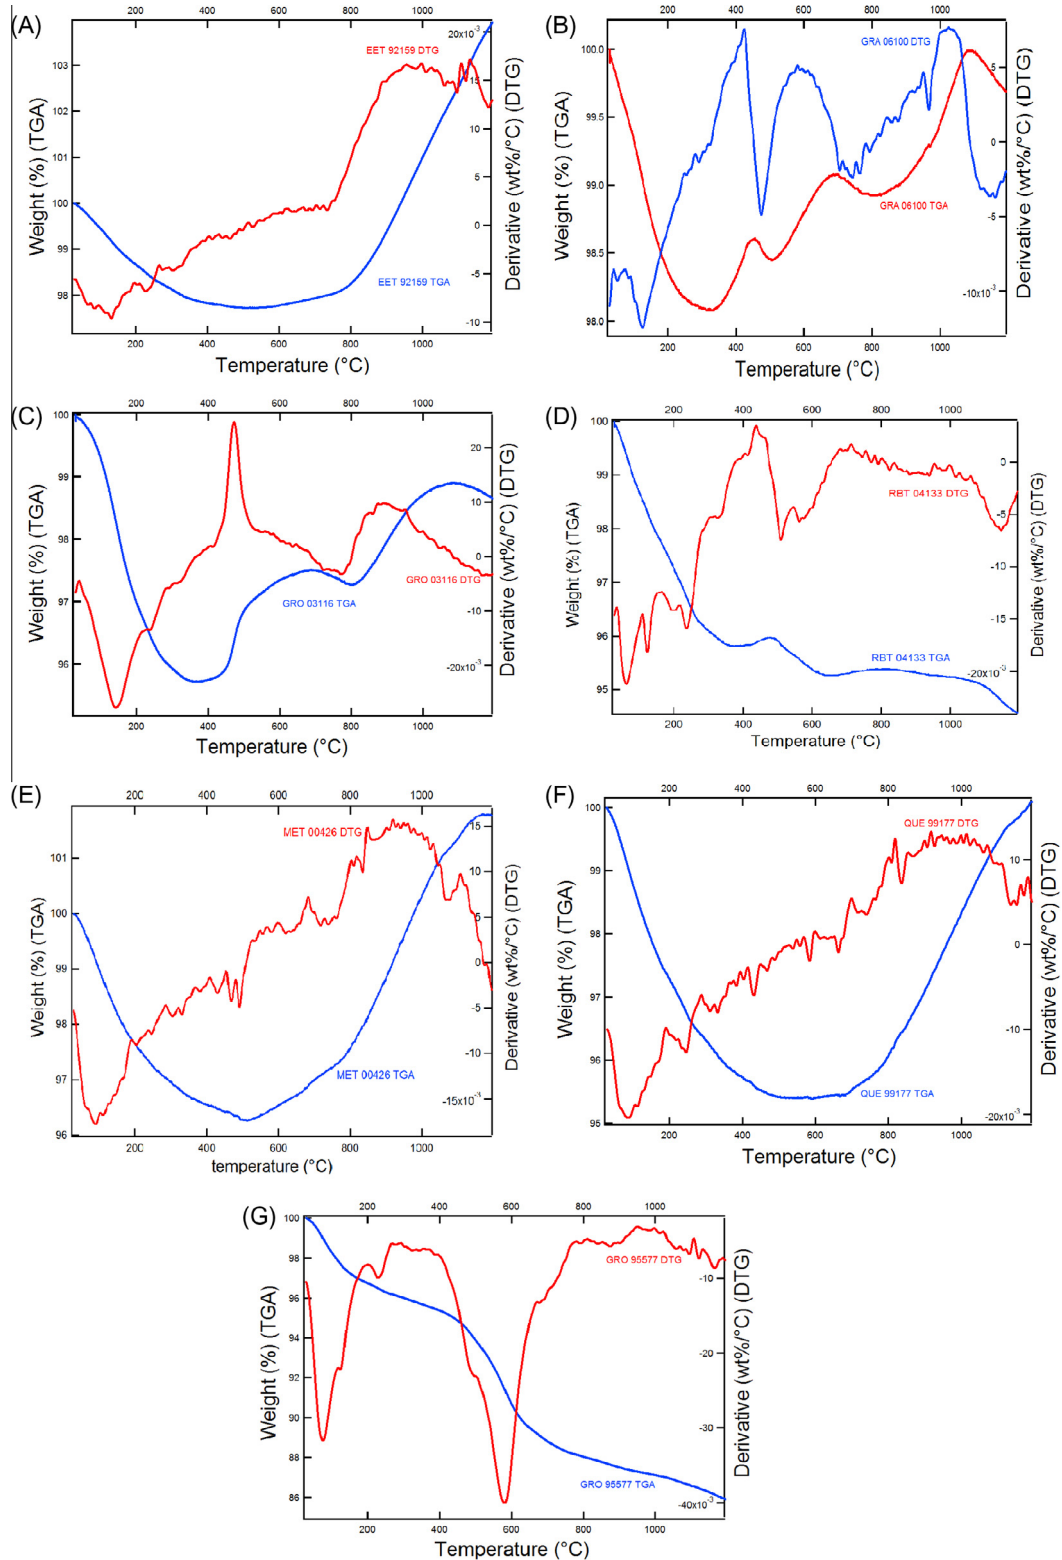 (A)
200 400 600 800 1000
103
102
101
100
99
98
Weight (%) (TGA)
EET 92159 DTG
EET 92159 TGA
20x10⁻³
15
10
5
0
-5
-10
Derivative (wt%/°C) (DTG)
200 400 600 800 1000
Temperature (°C)
(B)
200 400 600 800 1000
100.0
99.5
99.0
98.5
98.0
Weight (%) (TGA)
GRA 06100 DTG
GRA 06100 TGA
5
0
-5
-10x10⁻³
Derivative (wt%/°C) (DTG)
200 400 600 800 1000
Temperature (°C)
(C)
200 400 600 800 1000
100
99
98
97
96
95
Weight (%) (TGA)
GRO 03116 DTG
GRO 03116 TGA
20
10
0
-10
-20x10⁻³
Derivative (wt%/°C) (DTG)
200 400 600 800 1000
Temperature (°C)
(D)
200 400 600 800 1000
100
99
98
97
96
95
Weight (%) (TGA)
RBT 04133 DTG
RBT 04133 TGA
0
-5
-10
-15
-20x10⁻³
Derivative (wt%/°C) (DTG)
200 400 600 800 1000
Temperature (°C)
(E)
200 400 600 800 1000
101
100
99
98
97
96
Weight (%) (TGA)
MET 00426 DTG
MET 00426 TGA
15
10
5
0
-5
-10
-15x10⁻³
Derivative (wt%/°C) (DTG)
200 400 600 800 1000
temperature (°C)
(F)
200 400 600 800 1000
100
99
98
97
96
95
Weight (%) (TGA)
QUE 99177 DTG
QUE 99177 TGA
10
0
-10
-20x10⁻³
Derivative (wt%/°C) (DTG)
200 400 600 800 1000
Temperature (°C)
(G)
200 400 600 800 1000
100
98
96
94
92
90
88
86
Weight (%) (TGA)
GRO 95577 DTG
GRO 95577 TGA
-10
-20
-30
-40x10⁻³
Derivative (wt%/°C) (DTG)
200 400 600 800 1000
Temperature (°C)